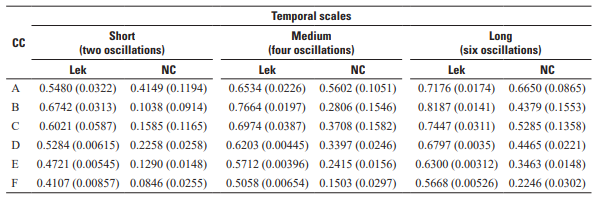 Temporal scales
CC Short (two oscillations) Medium (four oscillations) Long (six oscillations)
Lek NC Lek NC Lek NC
A 0.5480 (0.0322) 0.4149 (0.1194) 0.6534 (0.0226) 0.5602 (0.1051) 0.7176 (0.0174) 0.6650 (0.0865)
B 0.6742 (0.0313) 0.1038 (0.0914) 0.7664 (0.0197) 0.2806 (0.1546) 0.8187 (0.0141) 0.4379 (0.1553)
C 0.6021 (0.0587) 0.1585 (0.1165) 0.6974 (0.0387) 0.3708 (0.1582) 0.7447 (0.0311) 0.5285 (0.1358)
D 0.5284 (0.00615) 0.2258 (0.0258) 0.6203 (0.00445) 0.3397 (0.0246) 0.6797 (0.0035) 0.4465 (0.0221)
E 0.4721 (0.00545) 0.1290 (0.0148) 0.5712 (0.00396) 0.2415 (0.0156) 0.6300 (0.00312) 0.3463 (0.0148)
F 0.4107 (0.00857) 0.0846 (0.0255) 0.5058 (0.00654) 0.1503 (0.0297) 0.5668 (0.00526) 0.2246 (0.0302)